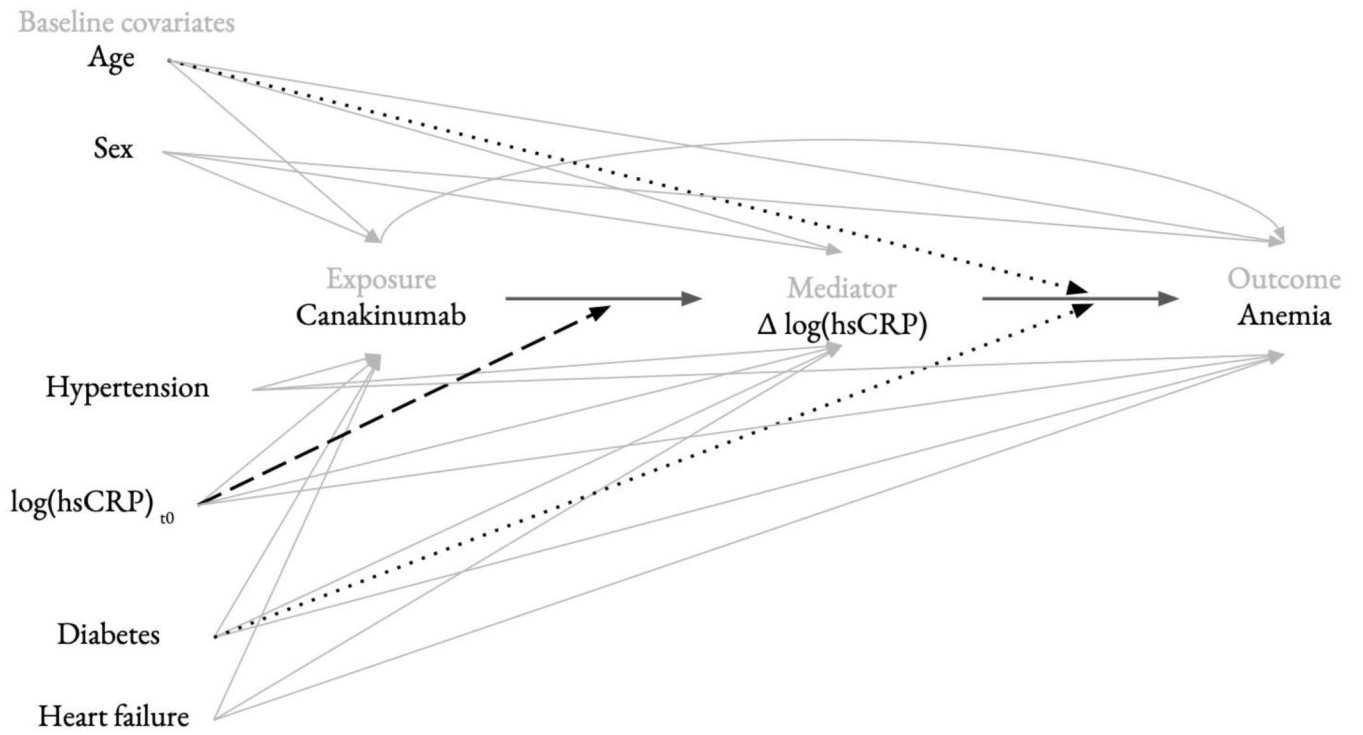 Baseline covariates
Age
Sex
Exposure
Canakinumab
Mediator
Δ log(hsCRP)
Outcome
Anemia
Hypertension
log(hsCRP) t0
Diabetes
Heart failure